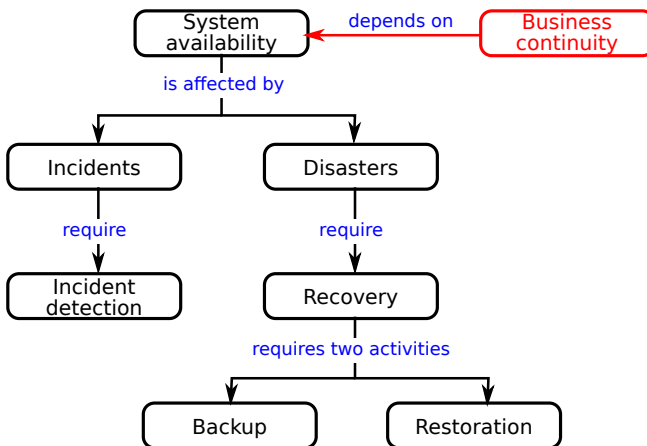 System
availability
depends on
Business
continuity
is affected by
Incidents
Disasters
require
require
Incident
detection
Recovery
requires two activities
Backup
Restoration